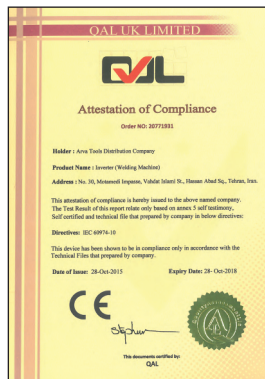 QAL UK LIMITED
QAL
Attestation of Compliance
Order NO: 20771931
Holder : Arva Tools Distribution Company
Product Name : Inverter (Welding Machine)
Address : No. 30, Motamedi Impasse, Vahdat Islami St., Hassan Abad Sq., Tehran, Iran.
This attestation of compliance is hereby issued to the above named company.
The Test Result of this report relate only based on annex 5 self testimony,
Self certified and technical file that prepared by company in below directives:
Directives: IEC 60974-10
This device has been shown to be in compliance only in accordance with the
Technical Files that prepared by company.
Date of Issue: 28-Oct-2015 Expiry Date: 28- Oct-2018
CE
This documents certified by:
QAL